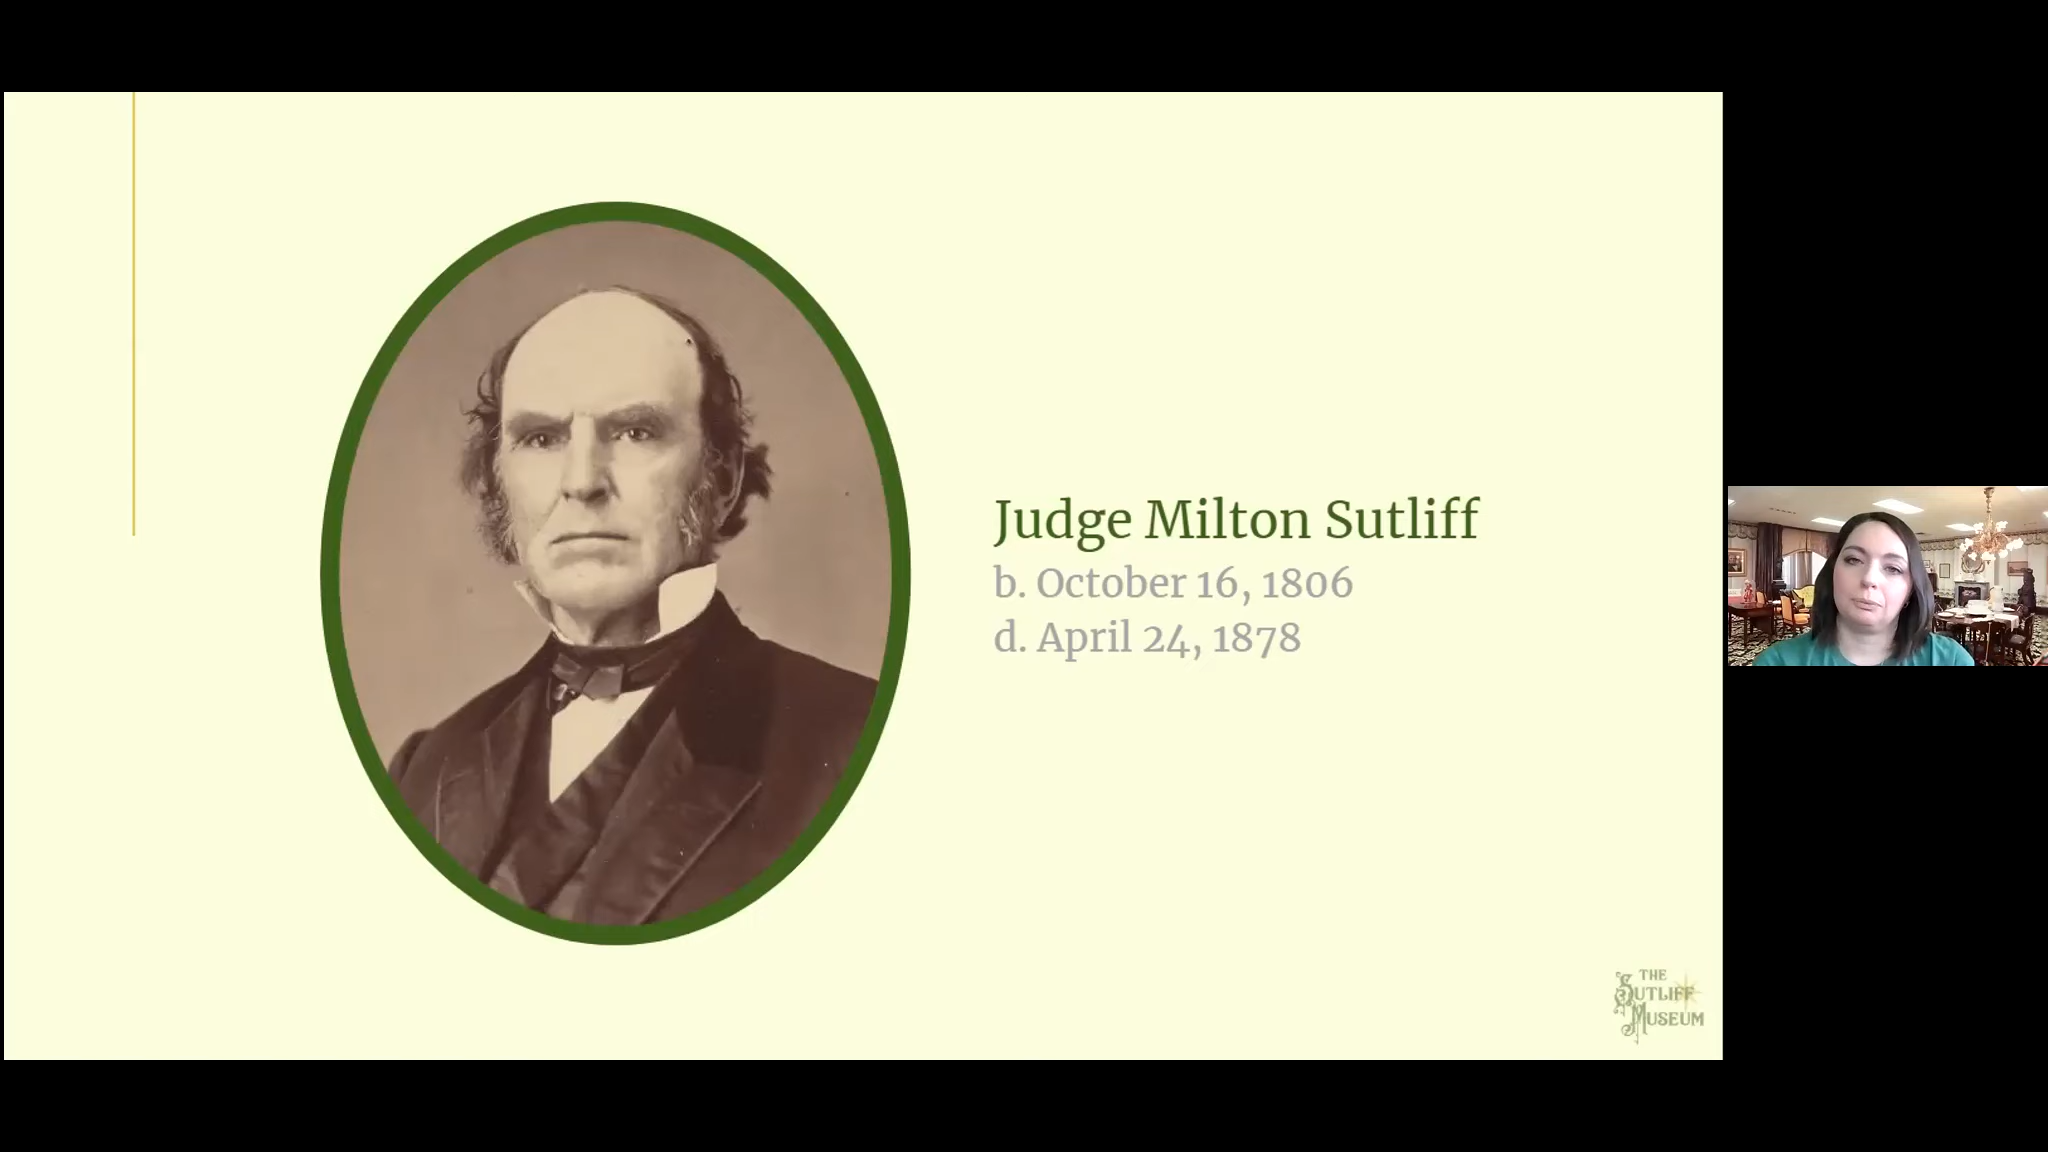 Judge Milton Sutliff
b. October 16, 1806
d. April 24, 1878
THE
SUTLIFF
MUSEUM